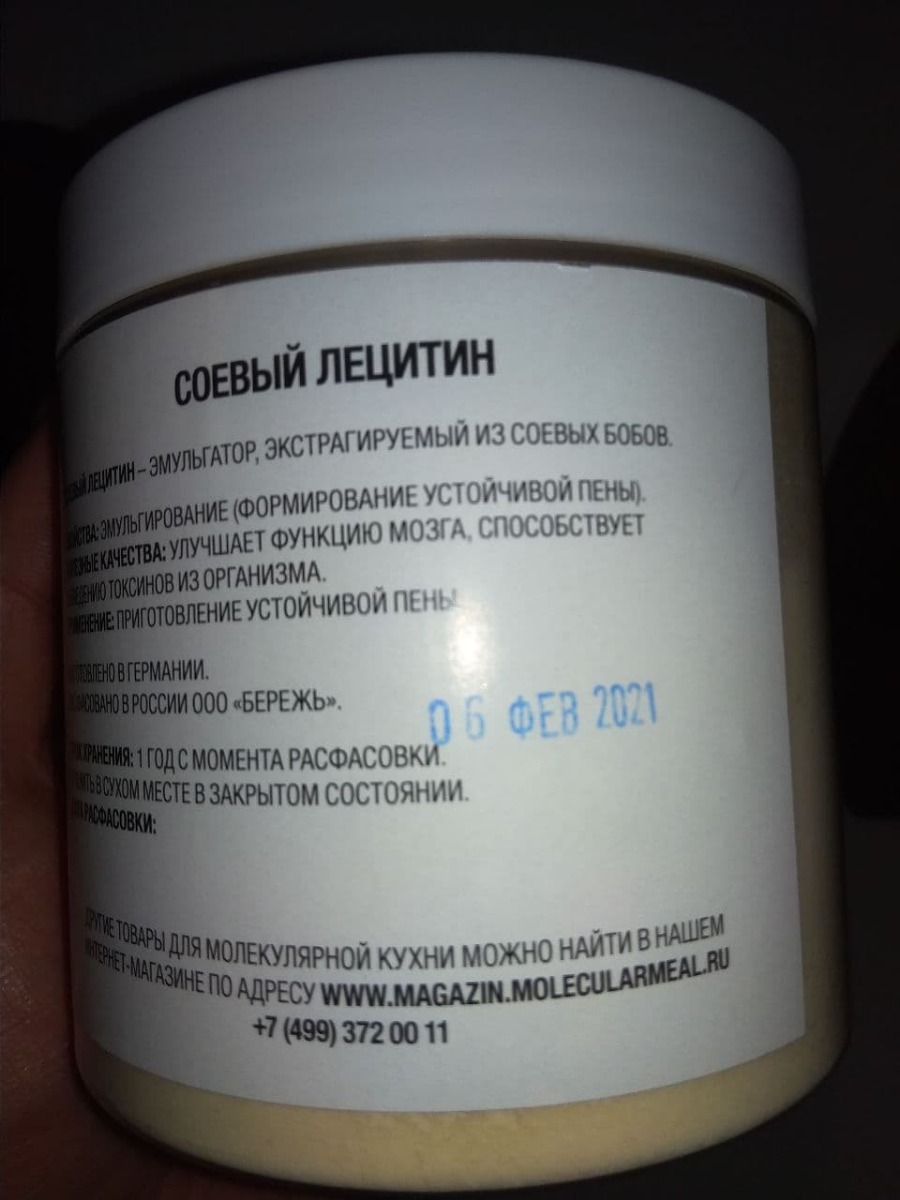 СОЕВЫЙ ЛЕЦИТИН
ЛЕЦИТИН – ЭМУЛЬГАТОР, ЭКСТРАГИРУЕМЫЙ ИЗ СОЕВЫХ БОБОВ.
ЭМУЛЬГИРОВАНИЕ (ФОРМИРОВАНИЕ УСТОЙЧИВОЙ ПЕНЫ).
КАЧЕСТВА: УЛУЧШАЕТ ФУНКЦИЮ МОЗГА, СПОСОБСТВУЕТ
ТОКСИНОВ ИЗ ОРГАНИЗМА.
ПРИГОТОВЛЕНИЕ УСТОЙЧИВОЙ ПЕНЫ
В ГЕРМАНИИ.
В РОССИИ ООО «БЕРЕЖЬ».
06 ФЕВ 2021
ХРАНЕНИЯ: 1 ГОД С МОМЕНТА РАСФАСОВКИ.
В СУХОМ МЕСТЕ В ЗАКРЫТОМ СОСТОЯНИИ.
РАСФАСОВКИ:
ДРУГИЕ ТОВАРЫ ДЛЯ МОЛЕКУЛЯРНОЙ КУХНИ МОЖНО НАЙТИ В НАШЕМ
ИНТЕРНЕТ-МАГАЗИНЕ ПО АДРЕСУ WWW.MAGAZIN.MOLECULARMEAL.RU
+7 (499) 372 00 11